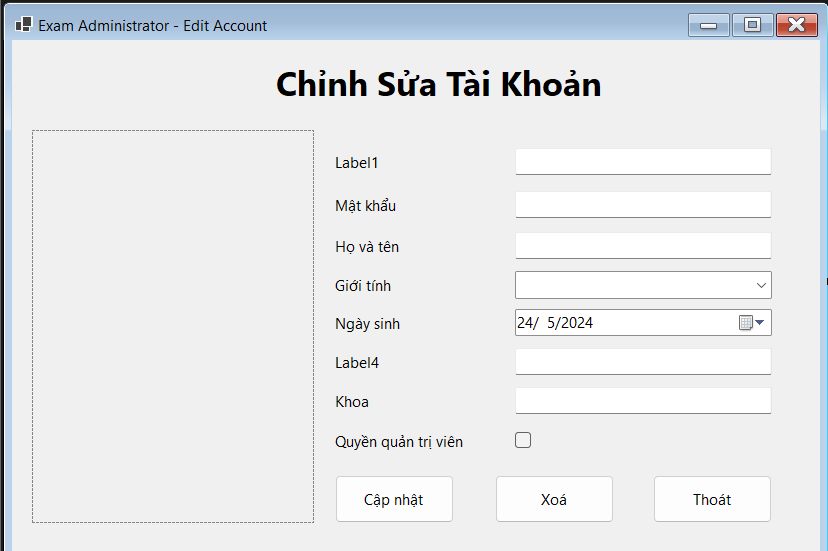 Exam Administrator - Edit Account
Chỉnh Sửa Tài Khoản
Label1
Mật khẩu
Họ và tên
Giới tính
Ngày sinh 24/ 5/2024
Label4
Khoa
Quyền quản trị viên
Cập nhật Xoá Thoát